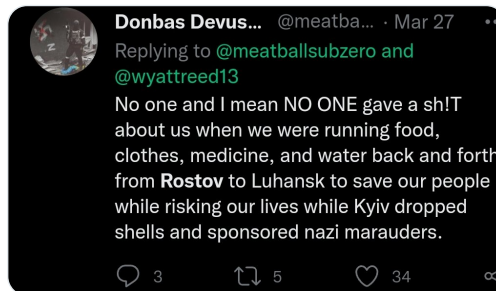 Donbas Devus... @meatba... · Mar 27
Replying to @meatballsubzero and
@wyattreed13
No one and I mean NO ONE gave a sh!T
about us when we were running food,
clothes, medicine, and water back and forth
from Rostov to Luhansk to save our people
while risking our lives while Kyiv dropped
shells and sponsored nazi marauders.
3 5 34